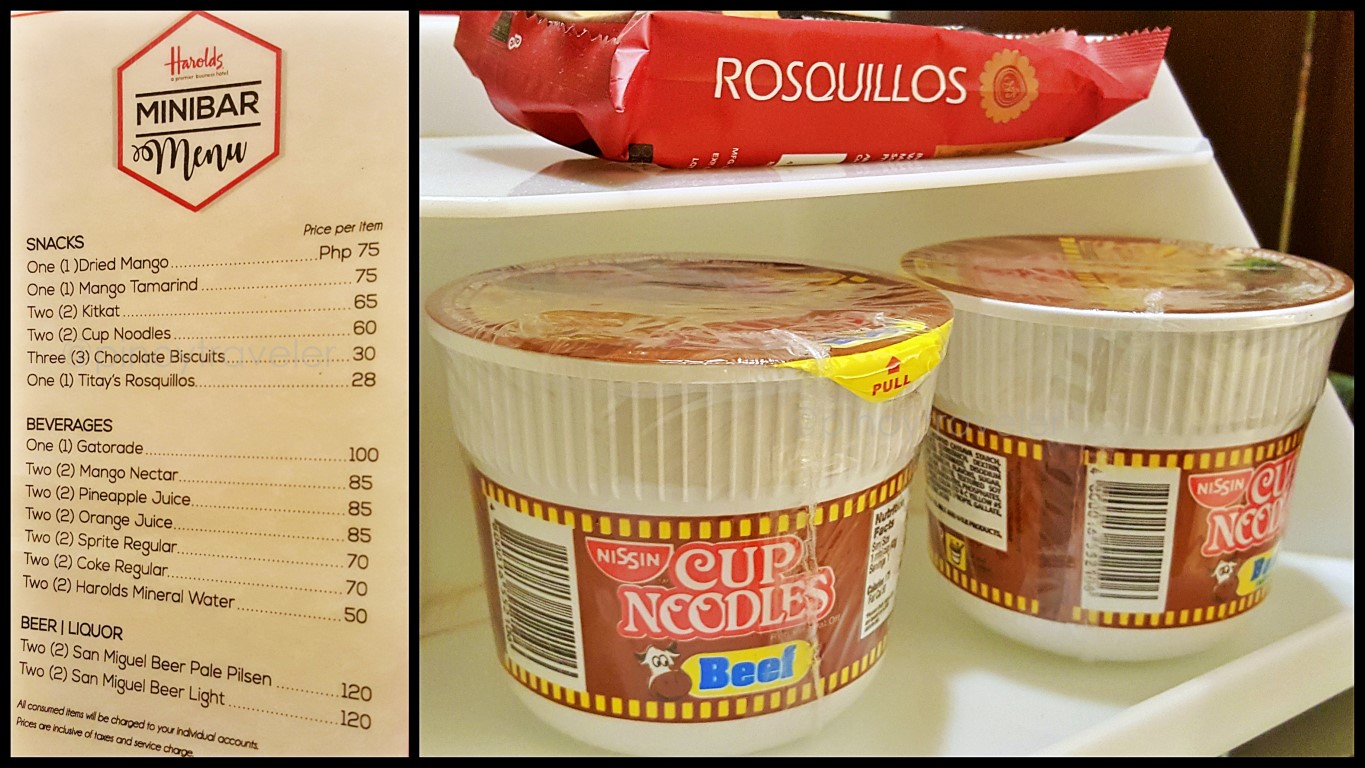 Harolds
a premier business hotel
MINIBAR
Menu
Price per item
SNACKS
One (1 )Dried Mango..........Php 75
One (1) Mango Tamarind..........75
Two (2) Kitkat..........65
Two (2) Cup Noodles..........60
Three (3) Chocolate Biscuits..........30
One (1) Titay's Rosquillos..........28
BEVERAGES
One (1) Gatorade..........100
Two (2) Mango Nectar..........85
Two (2) Pineapple Juice..........85
Two (2) Orange Juice..........85
Two (2) Sprite Regular..........70
Two (2) Coke Regular..........70
Two (2) Harolds Mineral Water..........50
BEER | LIQUOR
Two (2) San Miguel Beer Pale Pilsen..........120
Two (2) San Miguel Beer Light..........120
All consumed items will be charged to your individual accounts.
Prices are inclusive of taxes and service charge.
ROSQUILLOS
PULL
NISSIN
CUP
NOODLES
Beef
Nutrition
Facts
NISSIN